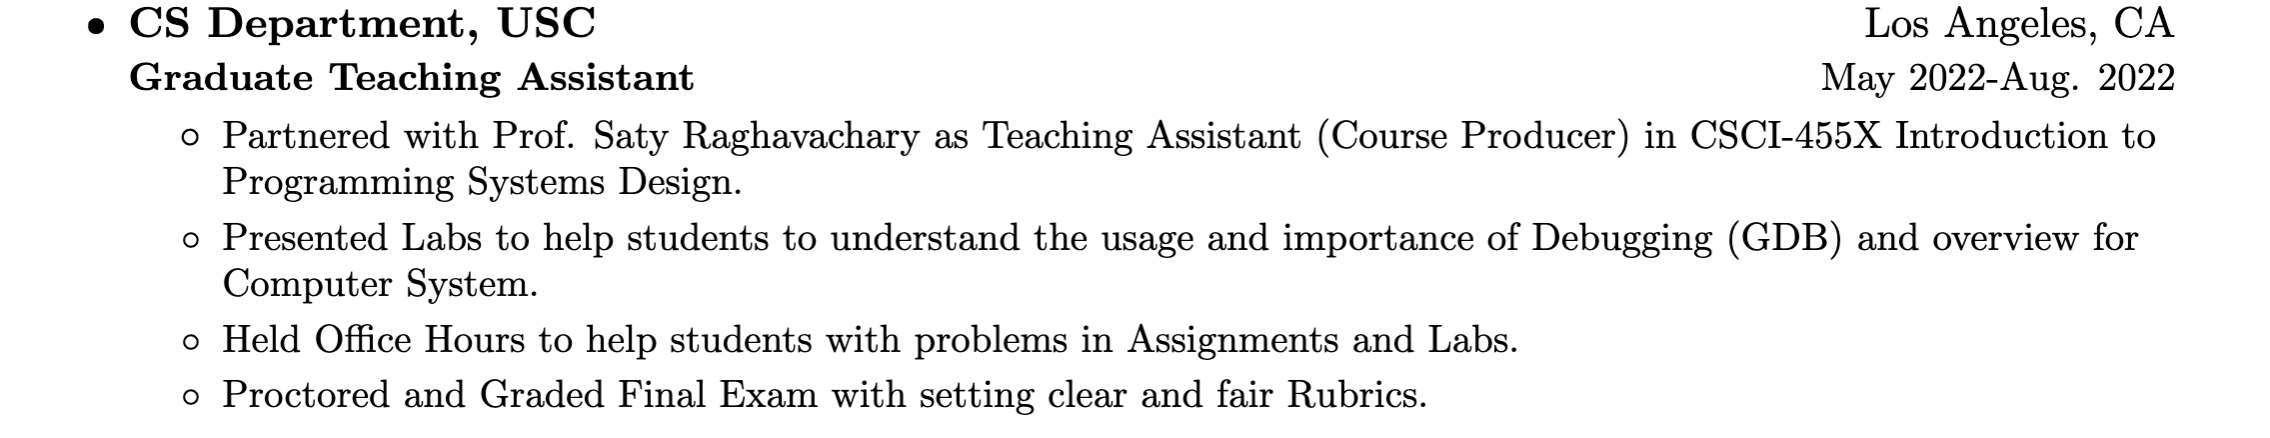 • CS Department, USC Los Angeles, CA
Graduate Teaching Assistant May 2022-Aug. 2022
◦ Partnered with Prof. Saty Raghavachary as Teaching Assistant (Course Producer) in CSCI-455X Introduction to
Programming Systems Design.
◦ Presented Labs to help students to understand the usage and importance of Debugging (GDB) and overview for
Computer System.
◦ Held Office Hours to help students with problems in Assignments and Labs.
◦ Proctored and Graded Final Exam with setting clear and fair Rubrics.